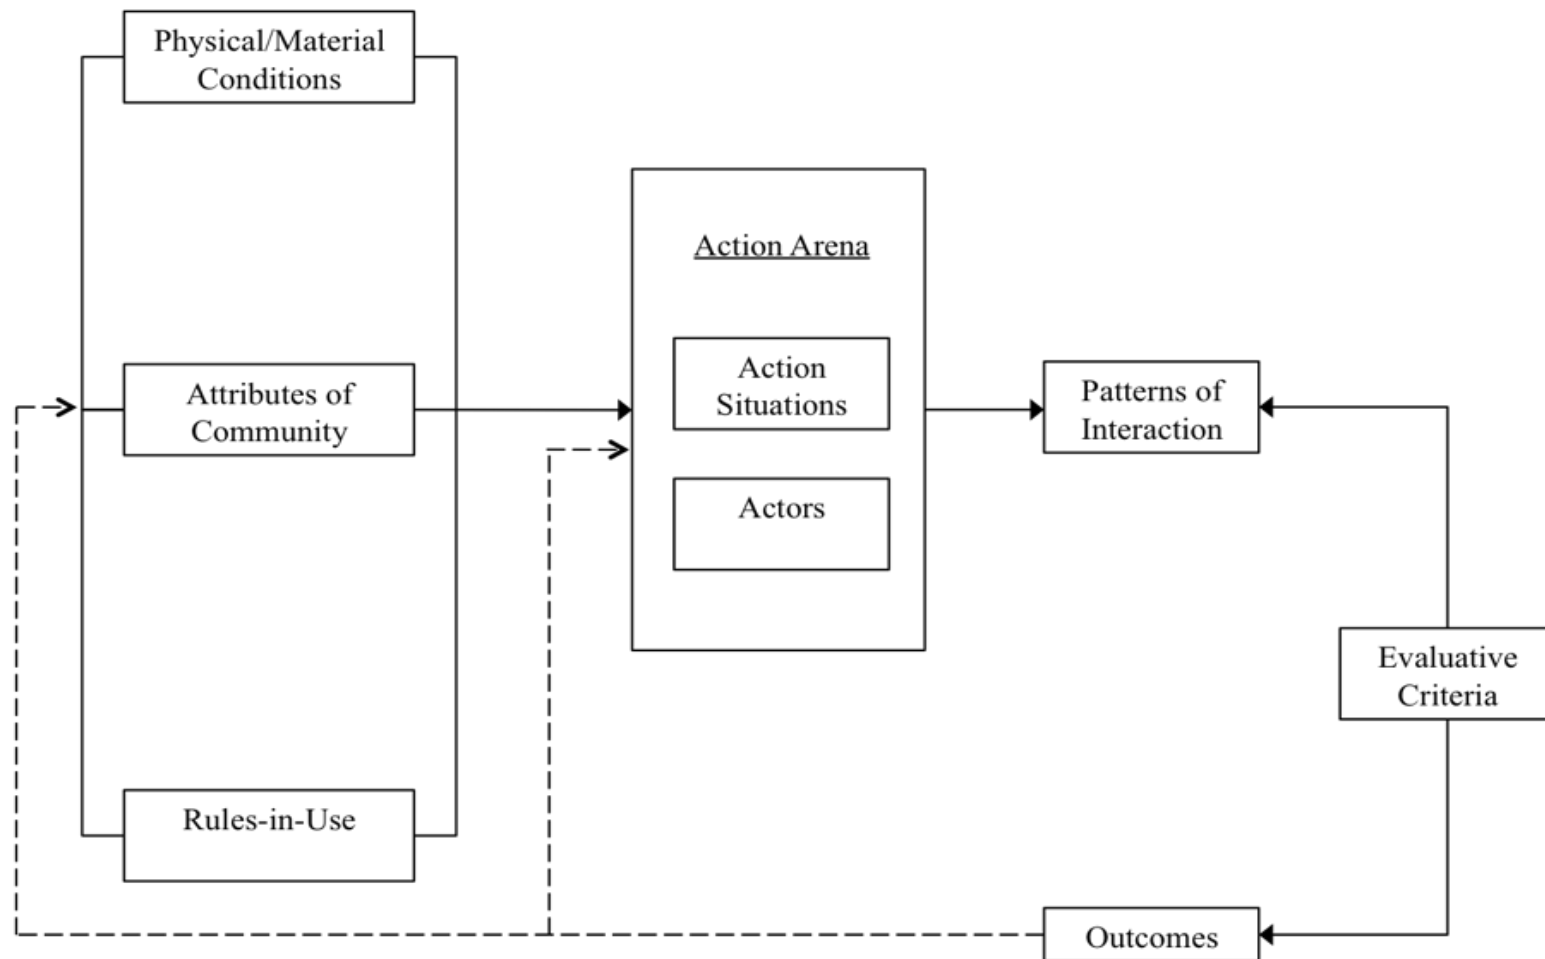 Physical/Material
Conditions
Action Arena
Action
Situations
Attributes of
Community
Patterns of
Interaction
Actors
Evaluative
Criteria
Rules-in-Use
Outcomes